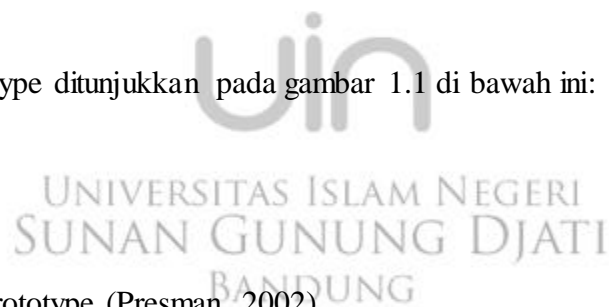 ype ditunjukkan pada gambar 1.1 di bawah ini:
uin
UNIVERSITAS ISLAM NEGERI
SUNAN GUNUNG DJATI
BANDUNG
rototype (Presman, 2002)